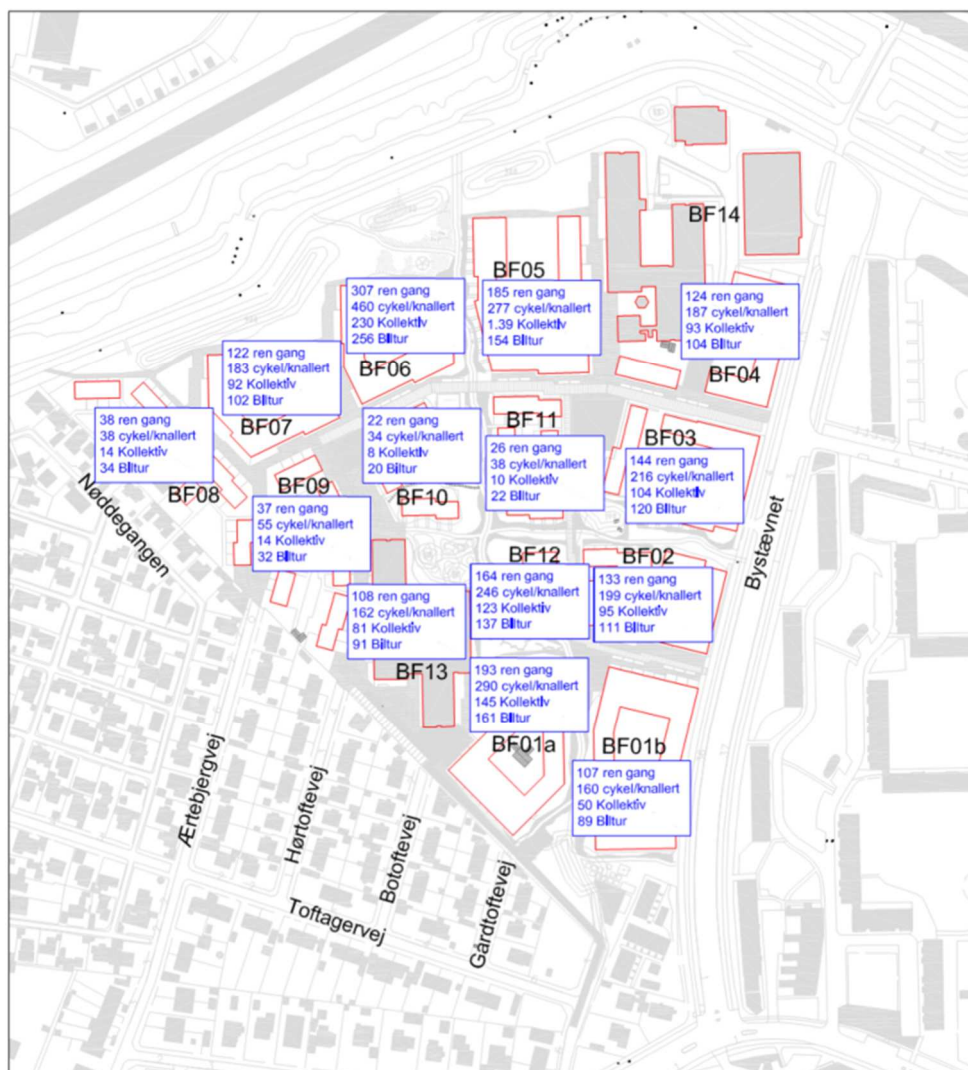 BF14
BF05
185 ren gang
277 cykel/knallert
1.39 Kollektiv
154 Biltur
307 ren gang
460 cykel/knallert
230 Kollektiv
256 Biltur
BF06
124 ren gang
187 cykel/knallert
93 Kollektiv
104 Biltur
BF04
122 ren gang
183 cykel/knallert
92 Kollektiv
102 Biltur
BF07
38 ren gang
38 cykel/knallert
14 Kollektiv
34 Biltur
BF08
22 ren gang
34 cykel/knallert
8 Kollektiv
20 Biltur
BF10
BF11
26 ren gang
38 cykel/knallert
10 Kollektiv
22 Biltur
BF03
144 ren gang
216 cykel/knallert
104 Kollektiv
120 Biltur
BF09
37 ren gang
55 cykel/knallert
14 Kollektiv
32 Biltur
BF12
164 ren gang
246 cykel/knallert
123 Kollektiv
137 Biltur
BF02
133 ren gang
199 cykel/knallert
95 Kollektiv
111 Biltur
108 ren gang
162 cykel/knallert
81 Kollektiv
91 Biltur
BF13
193 ren gang
290 cykel/knallert
145 Kollektiv
161 Biltur
BF01a
BF01b
107 ren gang
160 cykel/knallert
50 Kollektiv
89 Biltur
Nøddegangen
Bystævnet
Ærtebjergvej
Hørtoftevej
Botoftevej
Gårdtoftevej
Toftagervej